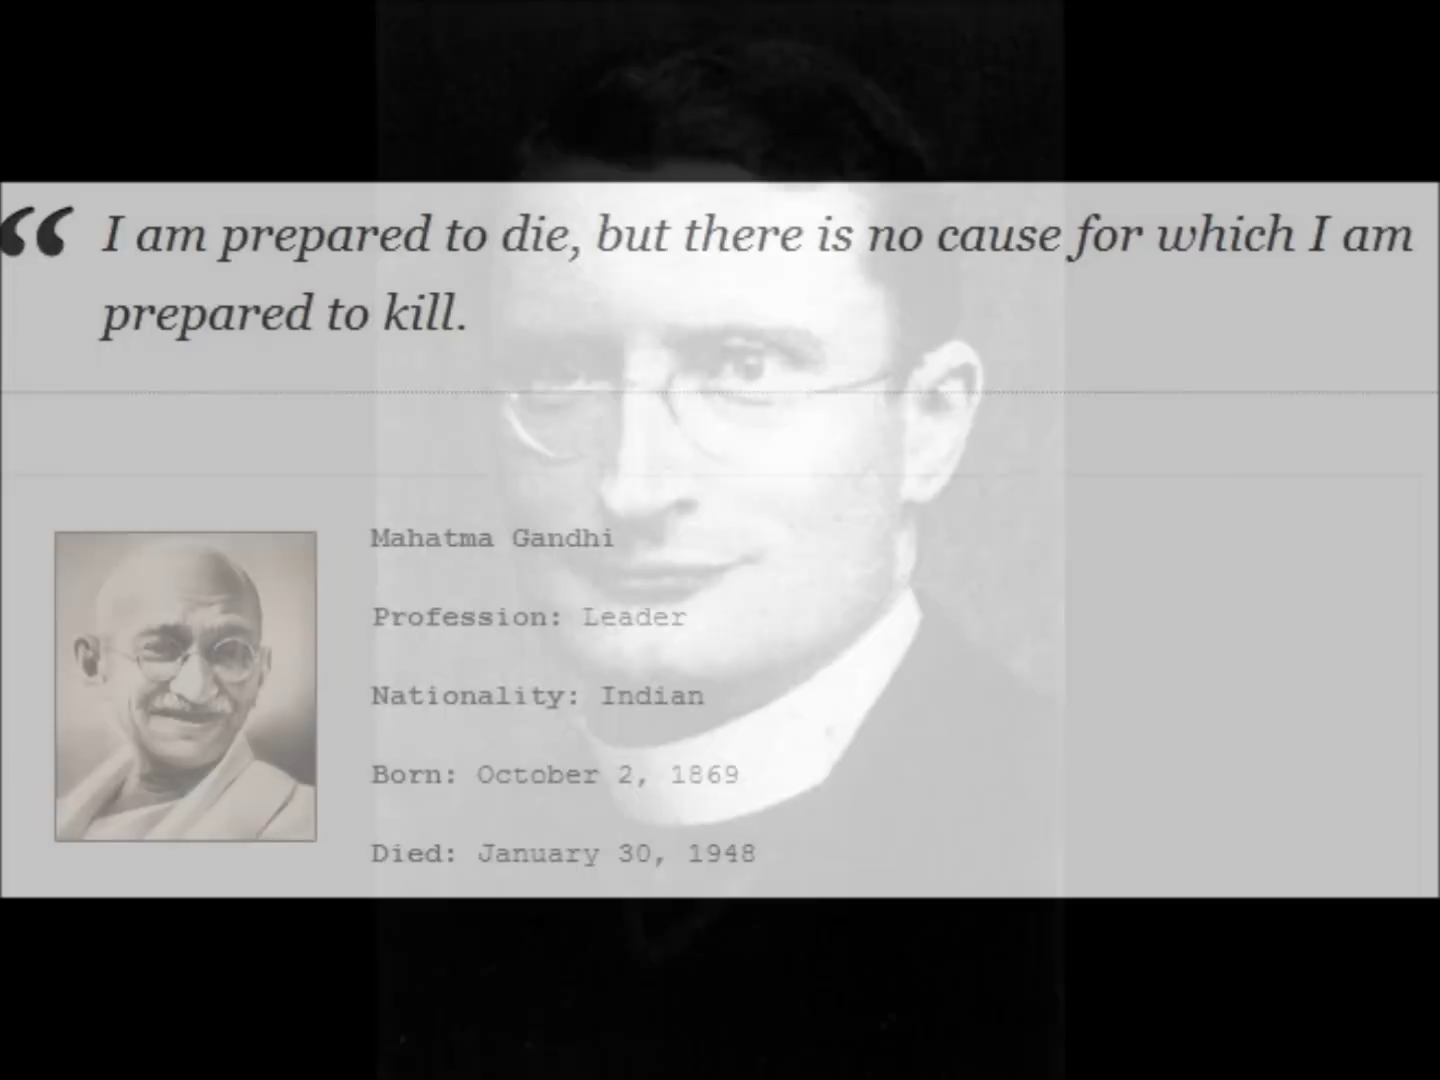 “ I am prepared to die, but there is no cause for which I am
prepared to kill.
Mahatma Gandhi
Profession: Leader
Nationality: Indian
Born: October 2, 1869
Died: January 30, 1948